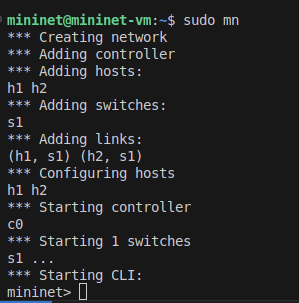 mininet@mininet-vm:~$ sudo mn
*** Creating network
*** Adding controller
*** Adding hosts:
h1 h2
*** Adding switches:
s1
*** Adding links:
(h1, s1) (h2, s1)
*** Configuring hosts
h1 h2
*** Starting controller
c0
*** Starting 1 switches
s1 ...
*** Starting CLI:
mininet>